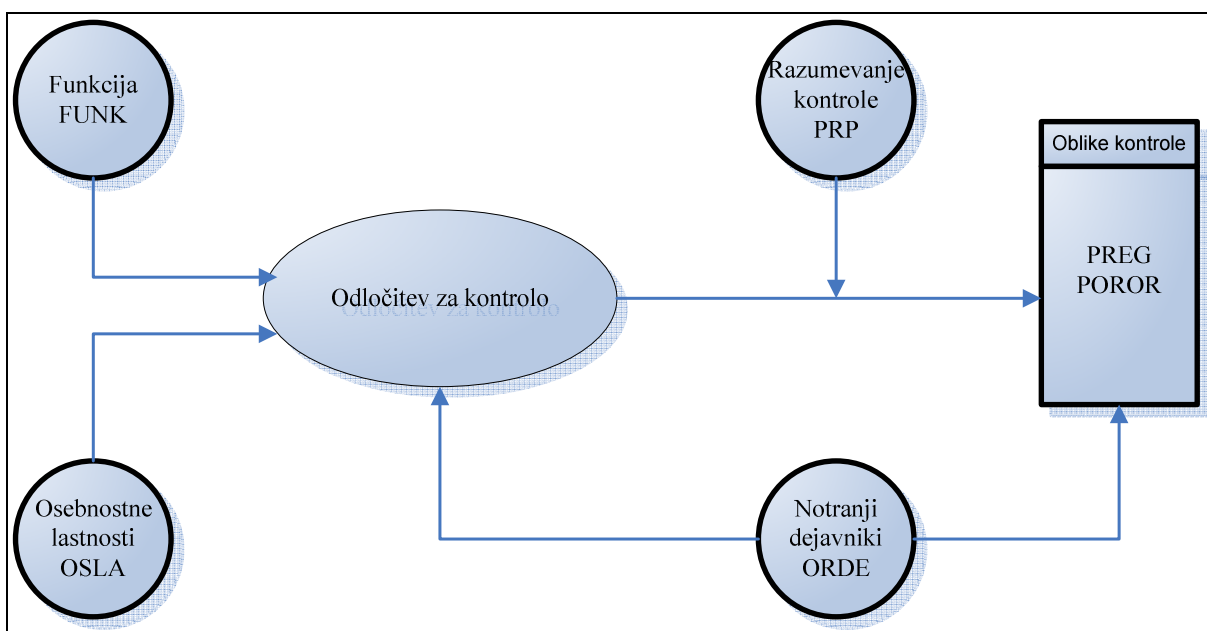 Funkcija
FUNK
Razumevanje
kontrole
PRP
Oblike kontrole
PREG
POROR
Odločitev za kontrolo
Osebnostne
lastnosti
OSLA
Notranji
dejavniki
ORDE